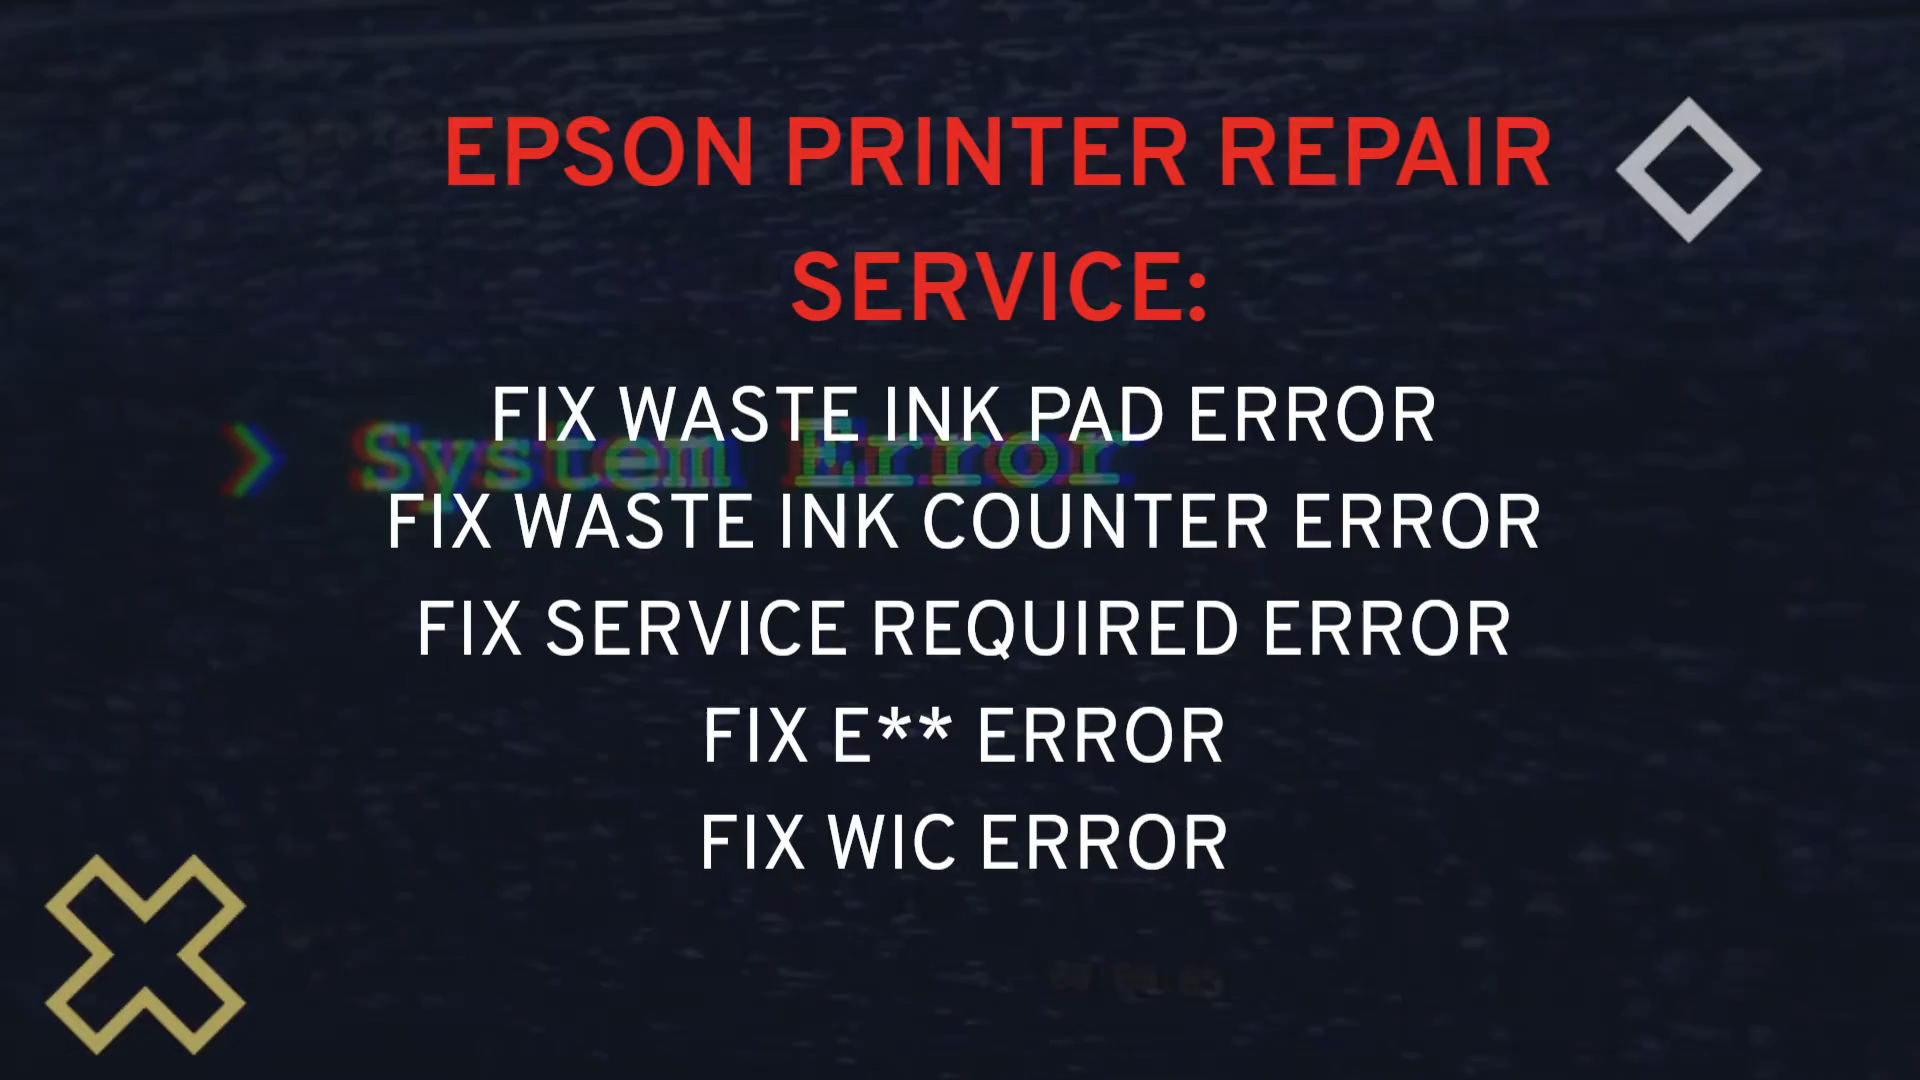 EPSON PRINTER REPAIR
SERVICE:
FIX WASTE INK PAD ERROR
> System Error
FIX WASTE INK COUNTER ERROR
FIX SERVICE REQUIRED ERROR
FIX E** ERROR
FIX WIC ERROR